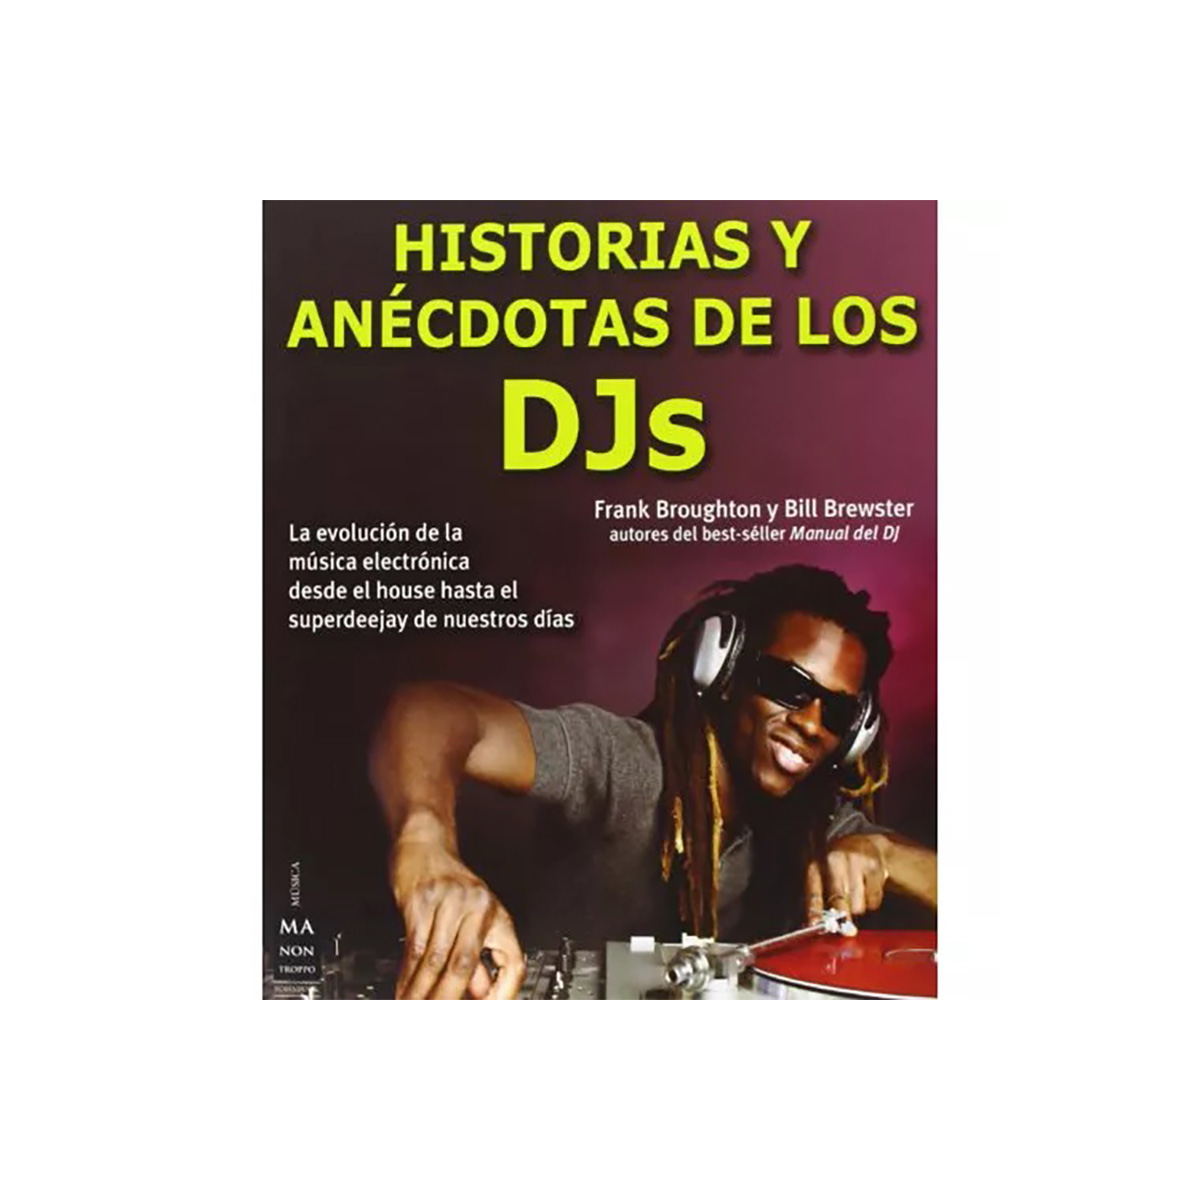 HISTORIAS Y
ANÉCDOTAS DE LOS
DJs
Frank Broughton y Bill Brewster
autores del best-séller Manual del DJ
La evolución de la
música electrónica
desde el house hasta el
superdeejay de nuestros días
MÚSICA
MA
NON
TROPPO